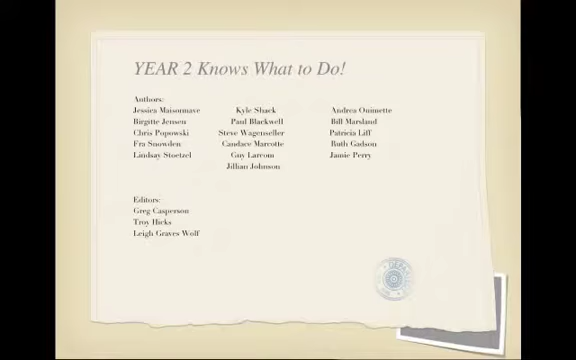 YEAR 2 Knows What to Do!
Authors:
Jessica Maisonnave Kyle Shack Andrea Ouimette
Birgitte Jensen Paul Blackwell Bill Marsland
Chris Popowski Steve Wagenseller Patricia Liff
Fra Snowden Candace Marcotte Ruth Gadson
Lindsay Stoetzel Guy Larcom Jamie Perry
Jillian Johnson
Editors:
Greg Casperson
Troy Hicks
Leigh Graves Wolf